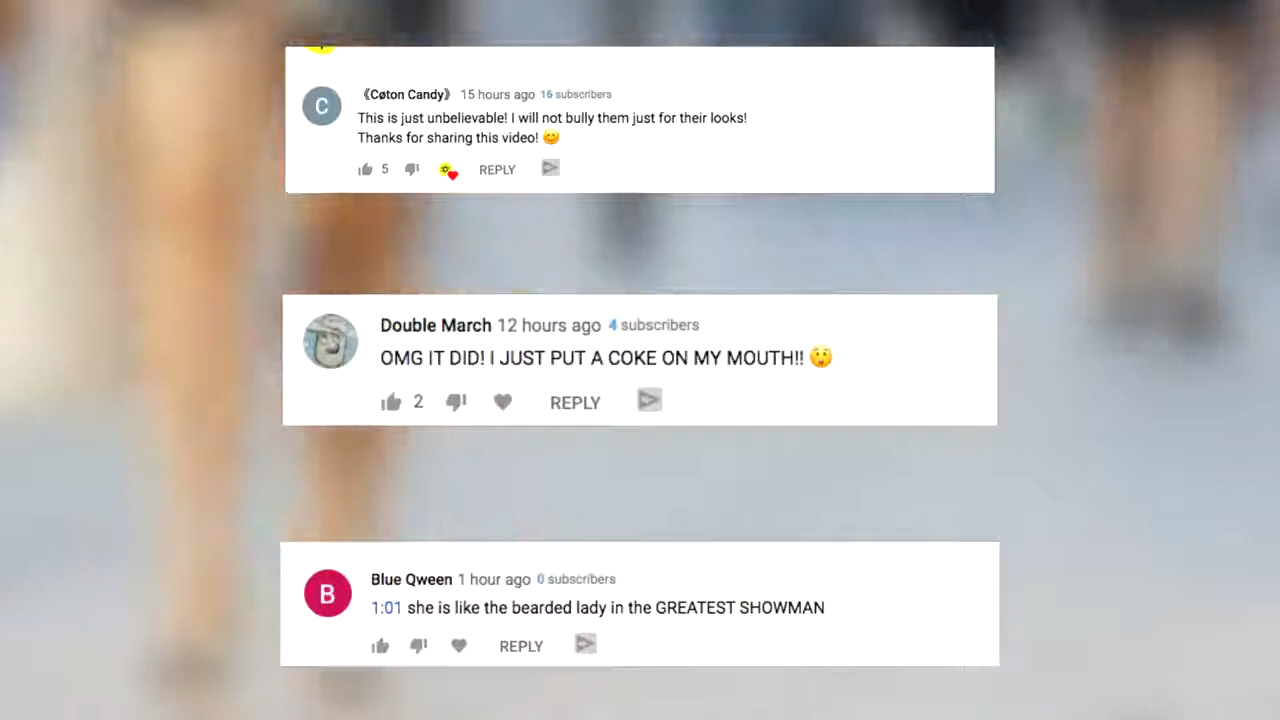 C
《Cøton Candy》 15 hours ago 16 subscribers
This is just unbelievable! I will not bully them just for their looks!
Thanks for sharing this video! 😊
5 REPLY
Double March 12 hours ago 4 subscribers
OMG IT DID! I JUST PUT A COKE ON MY MOUTH!! 😲
2 REPLY
B
Blue Qween 1 hour ago 0 subscribers
1:01 she is like the bearded lady in the GREATEST SHOWMAN
REPLY